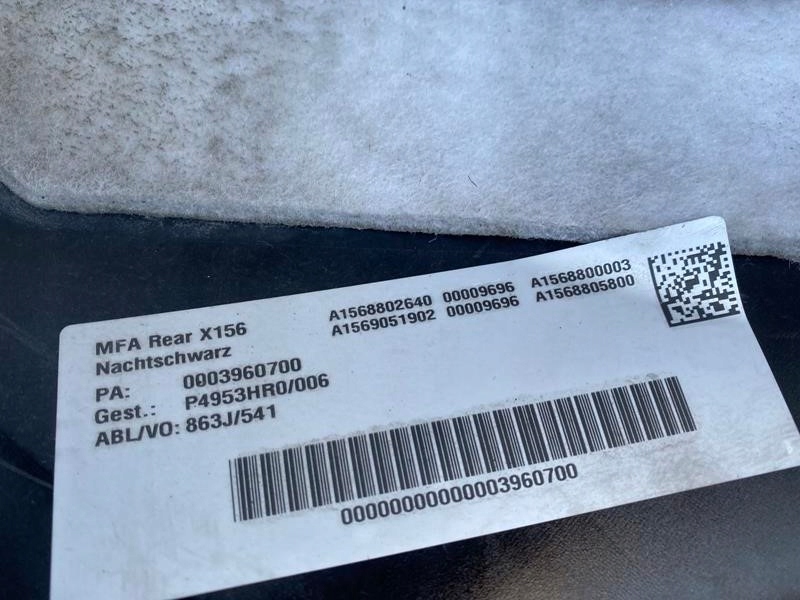 MFA Rear X156
Nachtschwarz
PA: 0003960700
Gest.: P4953HR0/006
ABL/VO: 863J/541
A1568802640 00009696 A1568800003
A1569051902 00009696 A1568805800
00000000000003960700